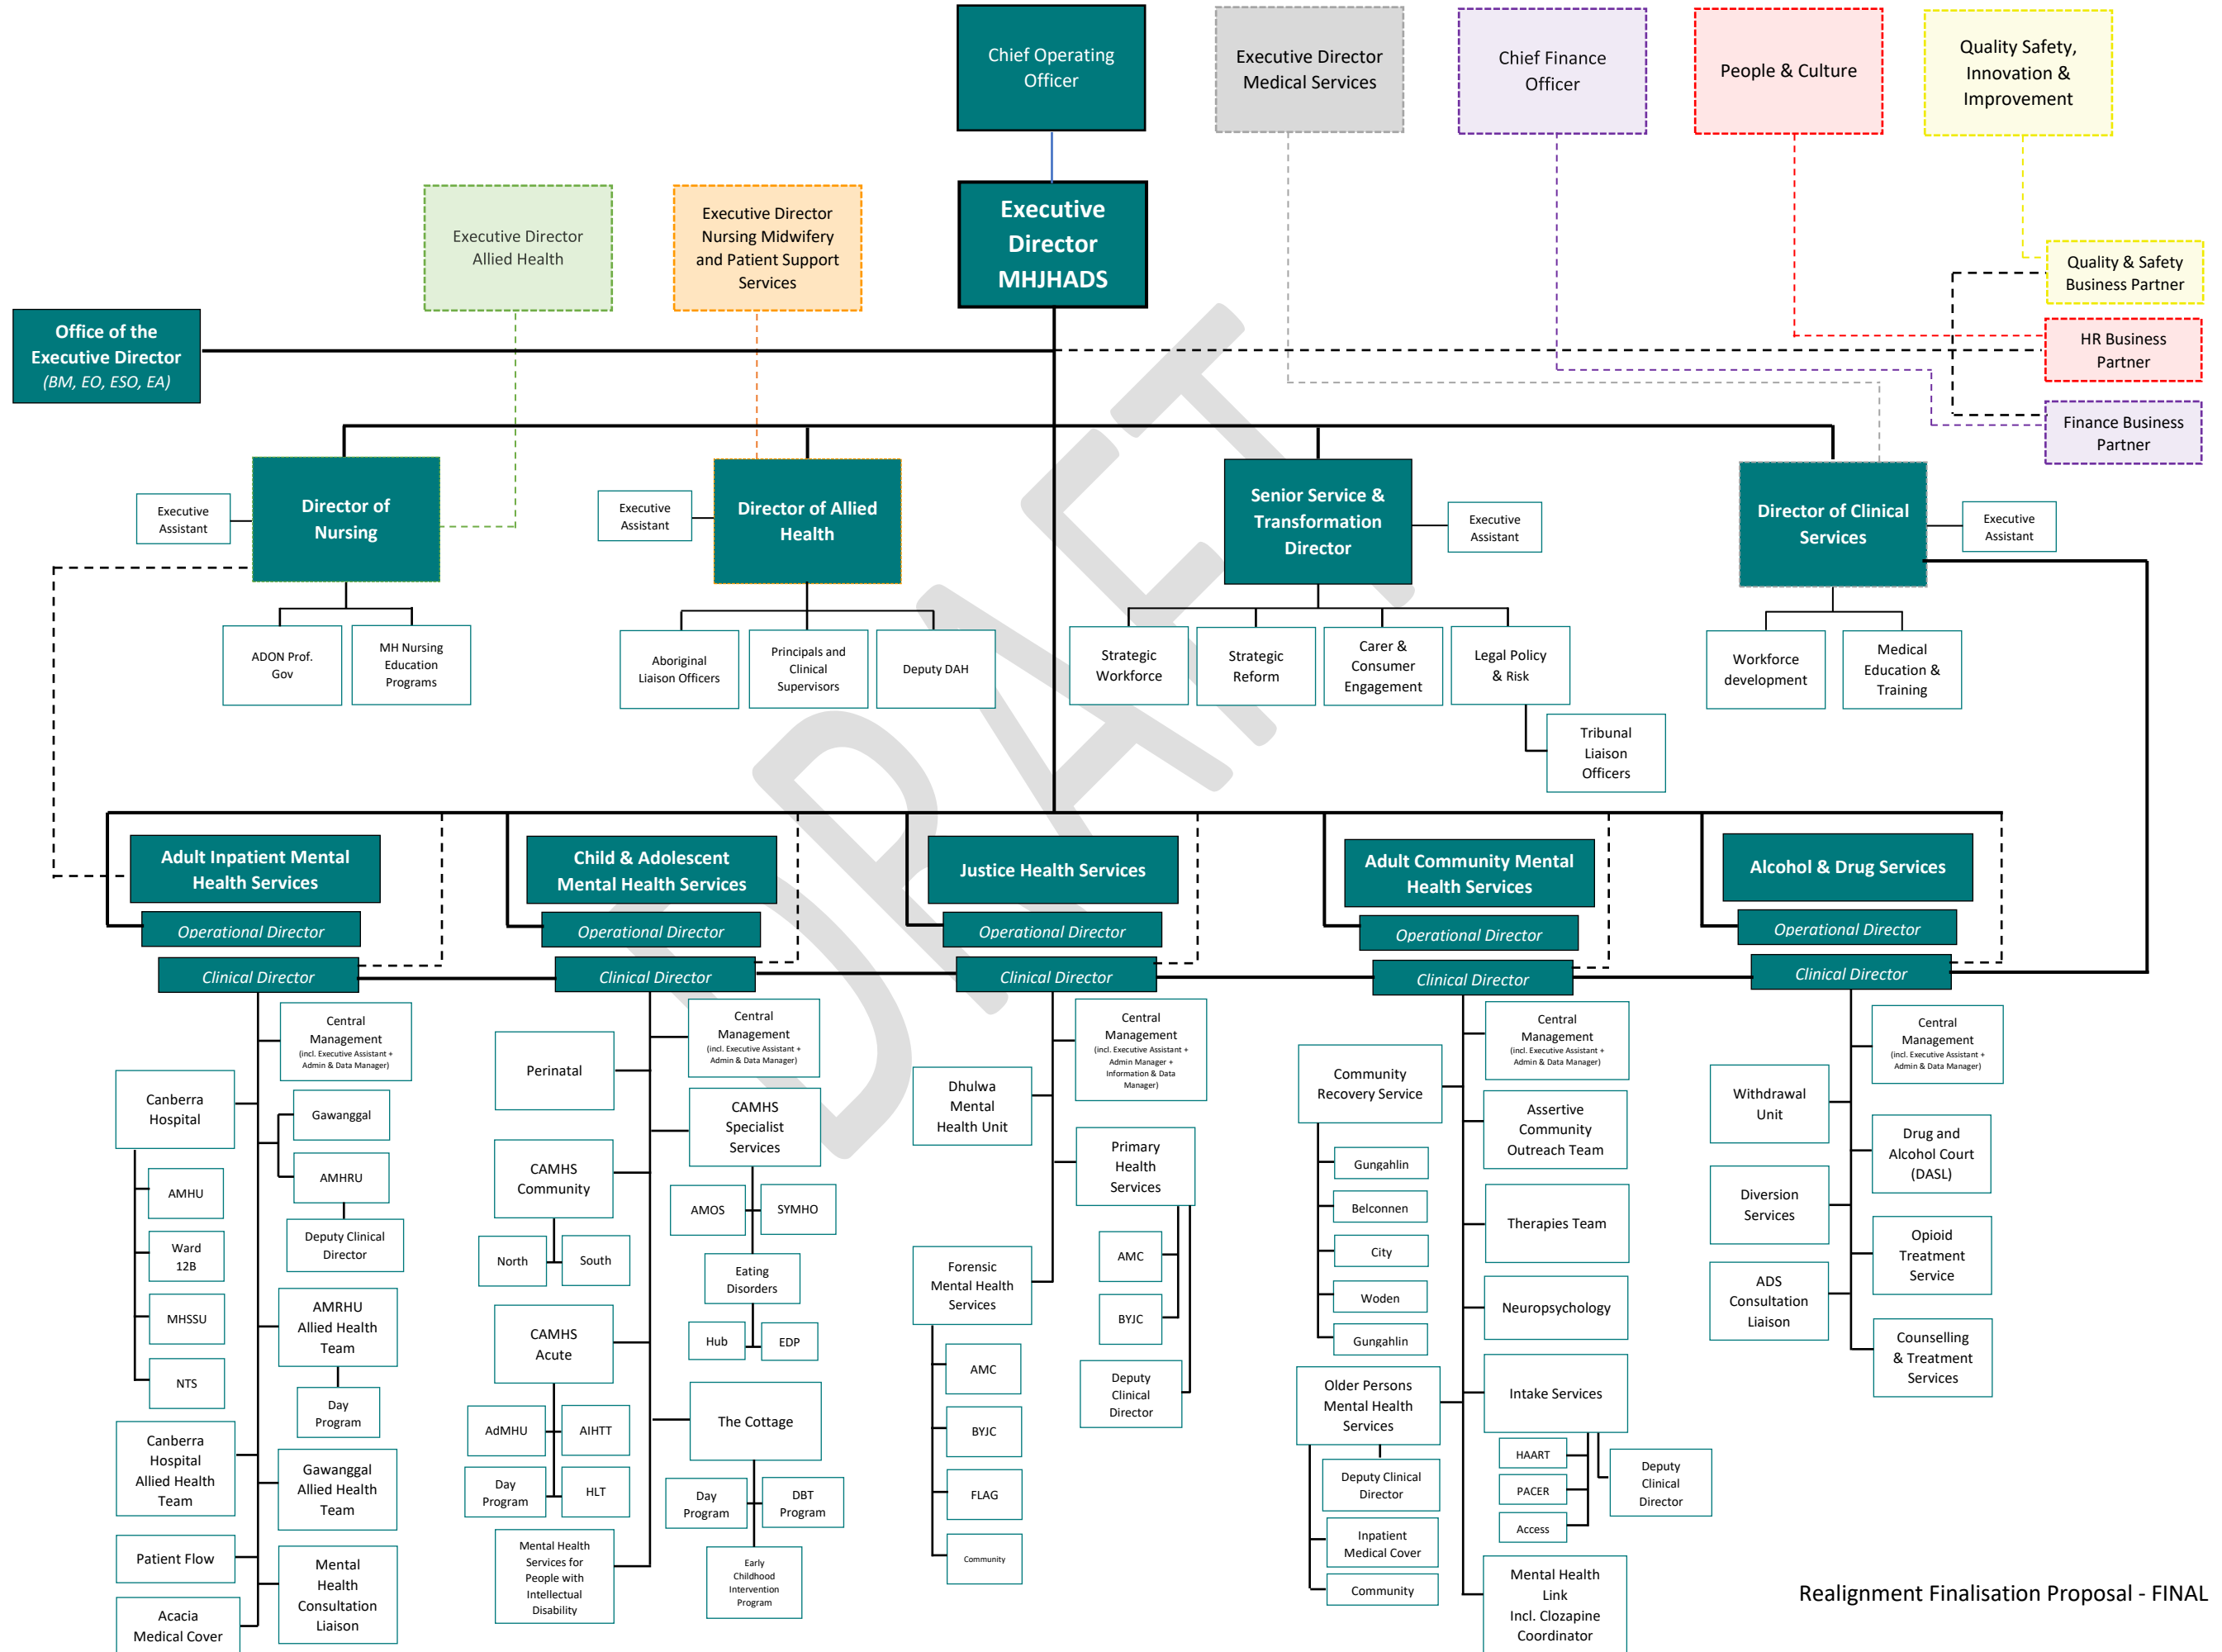 Chief Operating
Officer
Executive Director
Medical Services
Chief Finance
Officer
People & Culture
Quality Safety,
Innovation &
Improvement
Executive Director
Allied Health
Executive Director
Nursing Midwifery
and Patient Support
Services
Executive
Director
MHJHADS
Quality & Safety
Business Partner
HR Business
Partner
Finance Business
Partner
Office of the
Executive Director
(BM, EO, ESO, EA)
Executive
Assistant
Director of
Nursing
Executive
Assistant
Director of Allied
Health
Senior Service &
Transformation
Director
Executive
Assistant
Director of Clinical
Services
Executive
Assistant
ADON Prof.
Gov
MH Nursing
Education
Programs
Aboriginal
Liaison Officers
Principals and
Clinical
Supervisors
Deputy DAH
Strategic
Workforce
Strategic
Reform
Carer &
Consumer
Engagement
Legal Policy
& Risk
Tribunal
Liaison
Officers
Workforce
development
Medical
Education &
Training
DRAFT
Adult Inpatient Mental
Health Services
Operational Director
Clinical Director
Child & Adolescent
Mental Health Services
Operational Director
Clinical Director
Justice Health Services
Operational Director
Clinical Director
Adult Community Mental
Health Services
Operational Director
Clinical Director
Alcohol & Drug Services
Operational Director
Clinical Director
Central
Management
(incl. Executive Assistant +
Admin & Data Manager)
Canberra
Hospital
Gawanggal
AMHRU
Deputy Clinical
Director
AMHU
Ward
12B
MHSSU
NTS
AMRHU
Allied Health
Team
Day
Program
Canberra
Hospital
Allied Health
Team
Gawanggal
Allied Health
Team
Patient Flow
Mental
Health
Consultation
Liaison
Acacia
Medical Cover
Central
Management
(incl. Executive Assistant +
Admin & Data Manager)
Perinatal
CAMHS
Specialist
Services
CAMHS
Community
AMOS
SYMHO
North
South
Eating
Disorders
Hub
EDP
CAMHS
Acute
The Cottage
AdMHU
AIHTT
Day
Program
HLT
Day
Program
DBT
Program
Mental Health
Services for
People with
Intellectual
Disability
Early
Childhood
Intervention
Program
Central
Management
(incl. Executive Assistant +
Admin Manager +
Information & Data
Manager)
Dhulwa
Mental
Health Unit
Primary
Health
Services
AMC
BYJC
Deputy
Clinical
Director
Forensic
Mental Health
Services
AMC
BYJC
FLAG
Community
Central
Management
(incl. Executive Assistant +
Admin & Data Manager)
Community
Recovery Service
Assertive
Community
Outreach Team
Gungahlin
Belconnen
City
Woden
Gungahlin
Therapies Team
Neuropsychology
Older Persons
Mental Health
Services
Intake Services
Deputy Clinical
Director
Inpatient
Medical Cover
Community
HAART
PACER
Access
Deputy
Clinical
Director
Mental Health
Link
Incl. Clozapine
Coordinator
Central
Management
(incl. Executive Assistant +
Admin & Data Manager)
Withdrawal
Unit
Drug and
Alcohol Court
(DASL)
Diversion
Services
Opioid
Treatment
Service
ADS
Consultation
Liaison
Counselling
& Treatment
Services
Realignment Finalisation Proposal - FINAL